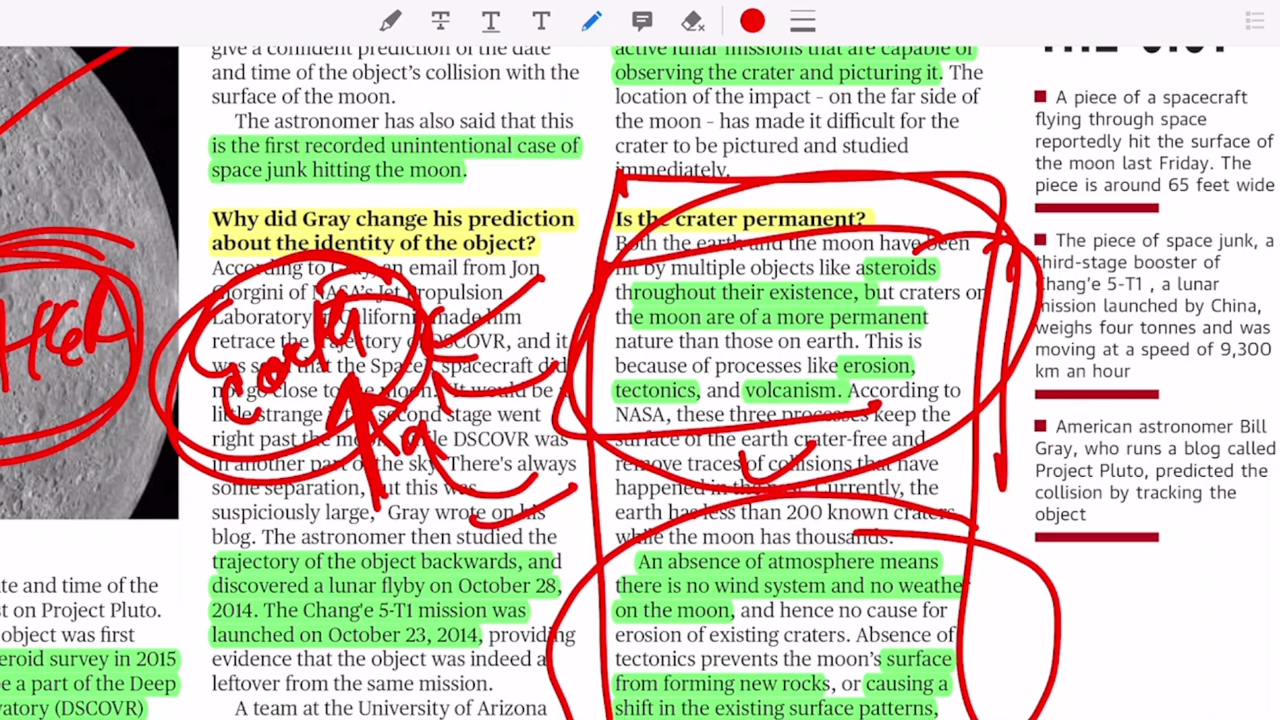 give a confident prediction of the date
and time of the object's collision with the
surface of the moon.
The astronomer has also said that this
is the first recorded unintentional case of
space junk hitting the moon.
Why did Gray change his prediction
about the identity of the object?
According to Gray, an email from Jon
Giorgini of NASA's Jet Propulsion
Laboratory in California made him
retrace the trajectory of DSCOVR, and it
was seen that the SpaceX spacecraft did
not go close to the moon. "It would be a
little strange if the second stage went
right past the moon, while DSCOVR was
in another part of the sky. There's always
some separation, but this was
suspiciously large," Gray wrote on his
blog. The astronomer then studied the
trajectory of the object backwards, and
discovered a lunar flyby on October 28,
2014. The Chang'e 5-T1 mission was
launched on October 23, 2014, providing
evidence that the object was indeed a
leftover from the same mission.
A team at the University of Arizona
ate and time of the
st on Project Pluto.
object was first
eroid survey in 2015
be a part of the Deep
vatory (DSCOVR)
active lunar missions that are capable of
observing the crater and picturing it. The
location of the impact – on the far side of
the moon – has made it difficult for the
crater to be pictured and studied
immediately.
Is the crater permanent?
Both the earth and the moon have been
hit by multiple objects like asteroids
throughout their existence, but craters on
the moon are of a more permanent
nature than those on earth. This is
because of processes like erosion,
tectonics, and volcanism. According to
NASA, these three processes keep the
surface of the earth crater-free and
remove traces of collisions that have
happened in the past. Currently, the
earth has less than 200 known craters
while the moon has thousands.
An absence of atmosphere means
there is no wind system and no weathe
on the moon, and hence no cause for
erosion of existing craters. Absence of
tectonics prevents the moon's surface
from forming new rocks, or causing a
shift in the existing surface patterns,
THE GIST
A piece of a spacecraft
flying through space
reportedly hit the surface of
the moon last Friday. The
piece is around 65 feet wide
The piece of space junk, a
third-stage booster of
Chang'e 5-T1 , a lunar
mission launched by China,
weighs four tonnes and was
moving at a speed of 9,300
km an hour
American astronomer Bill
Gray, who runs a blog called
Project Pluto, predicted the
collision by tracking the
object